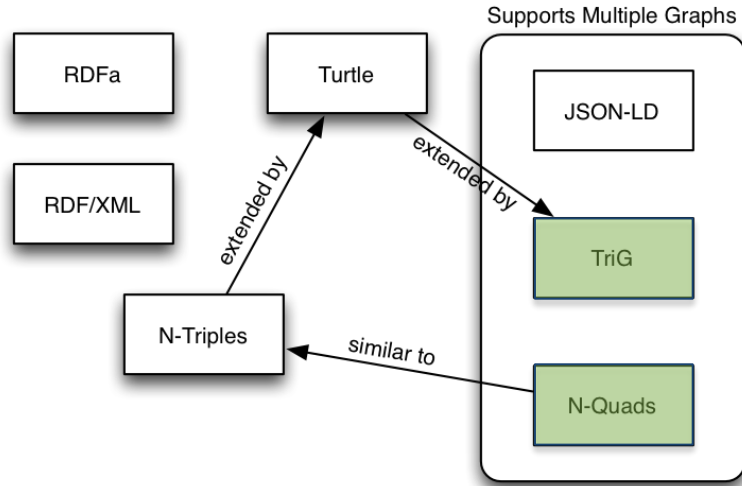 Supports Multiple Graphs
RDFa
Turtle
JSON-LD
extended by
extended by
RDF/XML
TriG
N-Triples
similar to
N-Quads